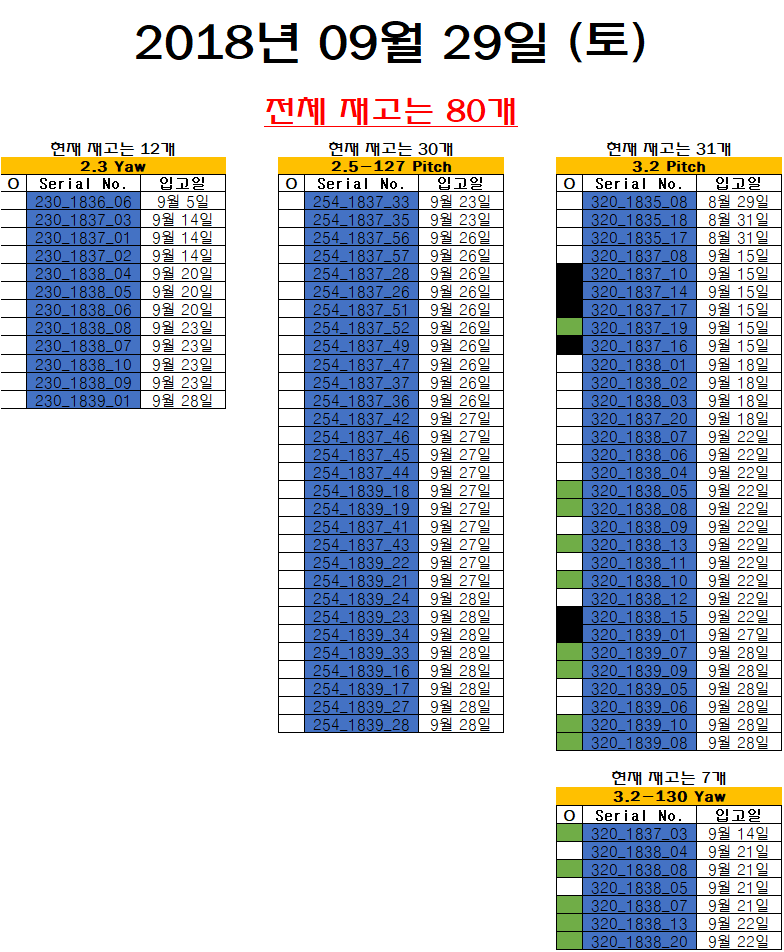 2018년 09월 29일 (토)
전체 재고는 80개
현재 재고는 12개
2.3 Yaw
O Serial No. 입고일
230_1836_06 9월 5일
230_1837_03 9월 14일
230_1837_01 9월 14일
230_1837_02 9월 14일
230_1838_04 9월 20일
230_1838_05 9월 20일
230_1838_06 9월 20일
230_1838_08 9월 23일
230_1838_07 9월 23일
230_1838_10 9월 23일
230_1838_09 9월 23일
230_1839_01 9월 28일
현재 재고는 30개
2.5-127 Pitch
O Serial No. 입고일
254_1837_33 9월 23일
254_1837_35 9월 23일
254_1837_56 9월 26일
254_1837_57 9월 26일
254_1837_28 9월 26일
254_1837_26 9월 26일
254_1837_51 9월 26일
254_1837_52 9월 26일
254_1837_49 9월 26일
254_1837_47 9월 26일
254_1837_37 9월 26일
254_1837_36 9월 26일
254_1837_42 9월 27일
254_1837_46 9월 27일
254_1837_45 9월 27일
254_1837_44 9월 27일
254_1839_18 9월 27일
254_1839_19 9월 27일
254_1837_41 9월 27일
254_1837_43 9월 27일
254_1839_22 9월 27일
254_1839_21 9월 27일
254_1839_24 9월 28일
254_1839_23 9월 28일
254_1839_34 9월 28일
254_1839_33 9월 28일
254_1839_16 9월 28일
254_1839_17 9월 28일
254_1839_27 9월 28일
254_1839_28 9월 28일
현재 재고는 31개
3.2 Pitch
O Serial No. 입고일
320_1835_08 8월 29일
320_1835_18 8월 31일
320_1835_17 8월 31일
320_1837_08 9월 15일
320_1837_10 9월 15일
320_1837_14 9월 15일
320_1837_17 9월 15일
320_1837_19 9월 15일
320_1837_16 9월 15일
320_1838_01 9월 18일
320_1838_02 9월 18일
320_1838_03 9월 18일
320_1837_20 9월 18일
320_1838_07 9월 22일
320_1838_06 9월 22일
320_1838_04 9월 22일
320_1838_05 9월 22일
320_1838_08 9월 22일
320_1838_09 9월 22일
320_1838_13 9월 22일
320_1838_11 9월 22일
320_1838_10 9월 22일
320_1838_12 9월 22일
320_1838_15 9월 22일
320_1839_01 9월 27일
320_1839_07 9월 28일
320_1839_09 9월 28일
320_1839_05 9월 28일
320_1839_06 9월 28일
320_1839_10 9월 28일
320_1839_08 9월 28일
현재 재고는 7개
3.2-130 Yaw
O Serial No. 입고일
320_1837_03 9월 14일
320_1838_04 9월 21일
320_1838_08 9월 21일
320_1838_05 9월 21일
320_1838_07 9월 21일
320_1838_13 9월 22일
320_1838_20 9월 22일